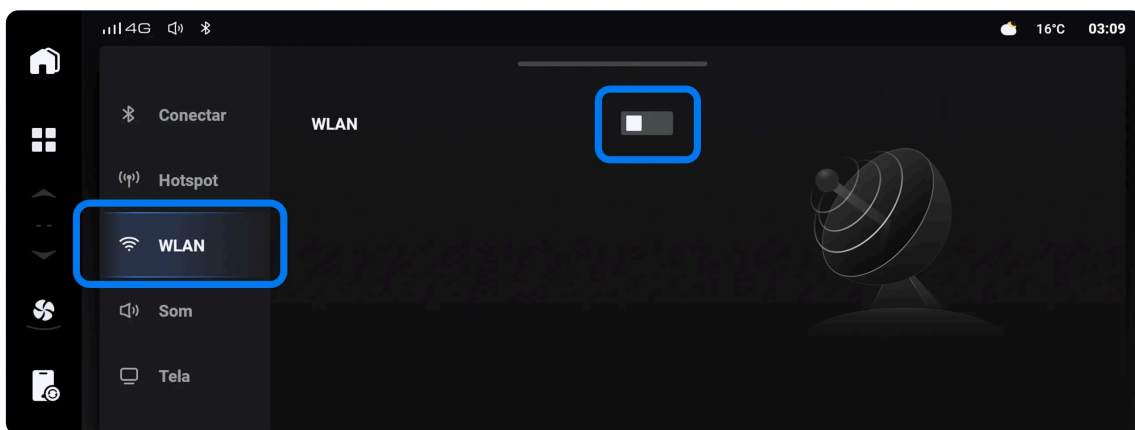 4G
16°C 03:09
Conectar
WLAN
Hotspot
WLAN
Som
Tela